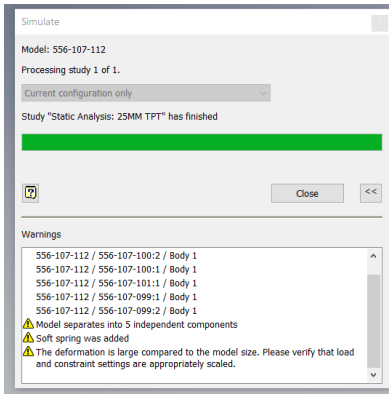 Simulate
Model: 556-107-112
Processing study 1 of 1.
Current configuration only
Study "Static Analysis: 25MM TPT" has finished
Close
<<
Warnings
556-107-112 / 556-107-100:2 / Body 1
556-107-112 / 556-107-100:1 / Body 1
556-107-112 / 556-107-101:1 / Body 1
556-107-112 / 556-107-099:1 / Body 1
556-107-112 / 556-107-099:2 / Body 1
Model separates into 5 independent components
Soft spring was added
The deformation is large compared to the model size. Please verify that load
and constraint settings are appropriately scaled.